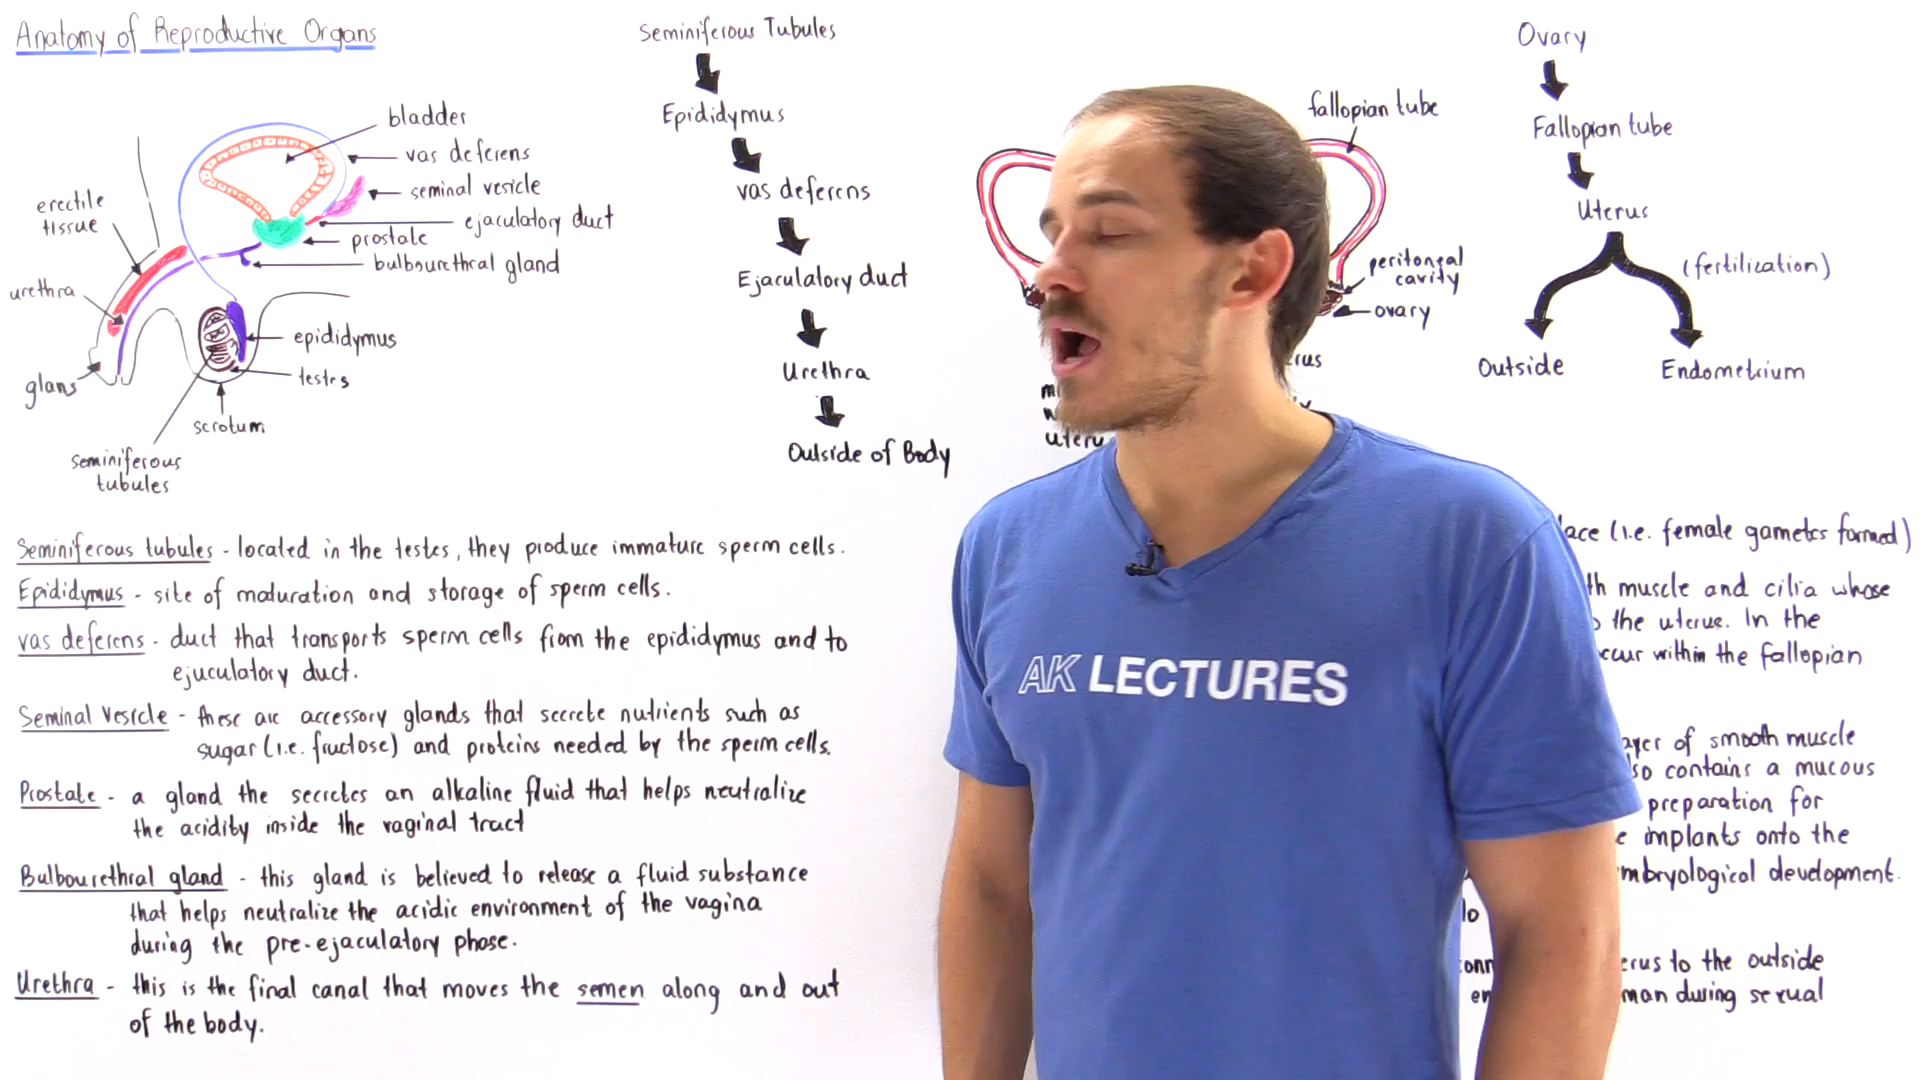 Anatomy of Reproductive Organs
bladder
vas deferens
seminal vesicle
ejaculatory duct
prostate
bulbourethral gland
erectile
tissue
urethra
glans
epididymus
testes
scrotum
seminiferous
tubules
Seminiferous Tubules
Epididymus
vas deferens
Ejaculatory duct
Urethra
Outside of Body
fallopian tube
peritoneal
cavity
ovary
uteru
Ovary
Fallopian tube
Uterus
(fertilization)
Outside
Endometrium
Seminiferous tubules - located in the testes, they produce immature sperm cells.
Epididymus - site of maturation and storage of sperm cells.
vas deferens - duct that transports sperm cells from the epididymus and to
ejuculatory duct.
Seminal Vesicle - these are accessory glands that secrete nutrients such as
sugar (i.e. fructose) and proteins needed by the sperm cells.
Prostate - a gland the secretes an alkaline fluid that helps neutralize
the acidity inside the vaginal tract
Bulbourethral gland - this gland is believed to release a fluid substance
that helps neutralize the acidic environment of the vagina
during the pre-ejaculatory phase.
Urethra - this is the final canal that moves the semen along and out
of the body.
AK LECTURES
lace (i.e. female gametes formed)
th muscle and cilia whose
the uterus. In the
ccur within the fallopian
ayer of smooth muscle
so contains a mucous
preparation for
e implants onto the
mbryological development.
conn erus to the outside
man during sexual